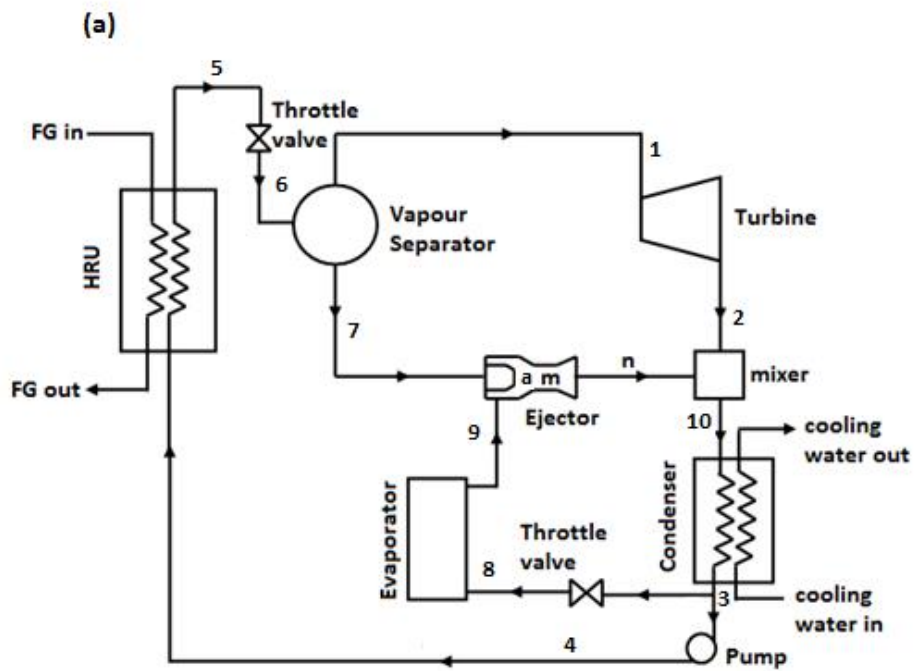 (a)
5
Throttle
valve
FG in
1
6
Vapour
Separator
Turbine
HRU
7
2
n
mixer
a m
FG out
Ejector
10
cooling
water out
9
Evaporator
Throttle
valve
Condenser
8
3
cooling
water in
4
Pump